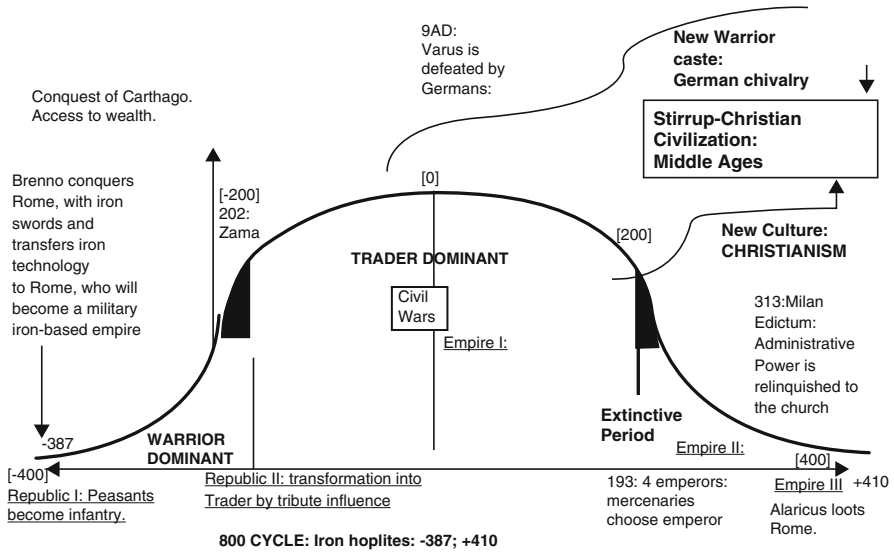 9AD:
Varus is
defeated by
Germans:
New Warrior
caste:
German chivalry
Conquest of Carthago.
Access to wealth.
Stirrup-Christian
Civilization:
Middle Ages
Brenno conquers
Rome, with iron
swords and
transfers iron
technology
to Rome, who will
become a military
iron-based empire
[-200]
202:
Zama
[0]
[200]
New Culture:
CHRISTIANISM
TRADER DOMINANT
Civil
Wars
Empire I:
313:Milan
Edictum:
Administrative
Power is
relinquished to
the church
Extinctive
Period
-387
WARRIOR
DOMINANT
Empire II:
[-400]
[400]
+410
Republic I: Peasants
become infantry.
Republic II: transformation into
Trader by tribute influence
193: 4 emperors:
mercenaries
choose emperor
Empire III
Alaricus loots
Rome.
800 CYCLE: Iron hoplites: -387; +410